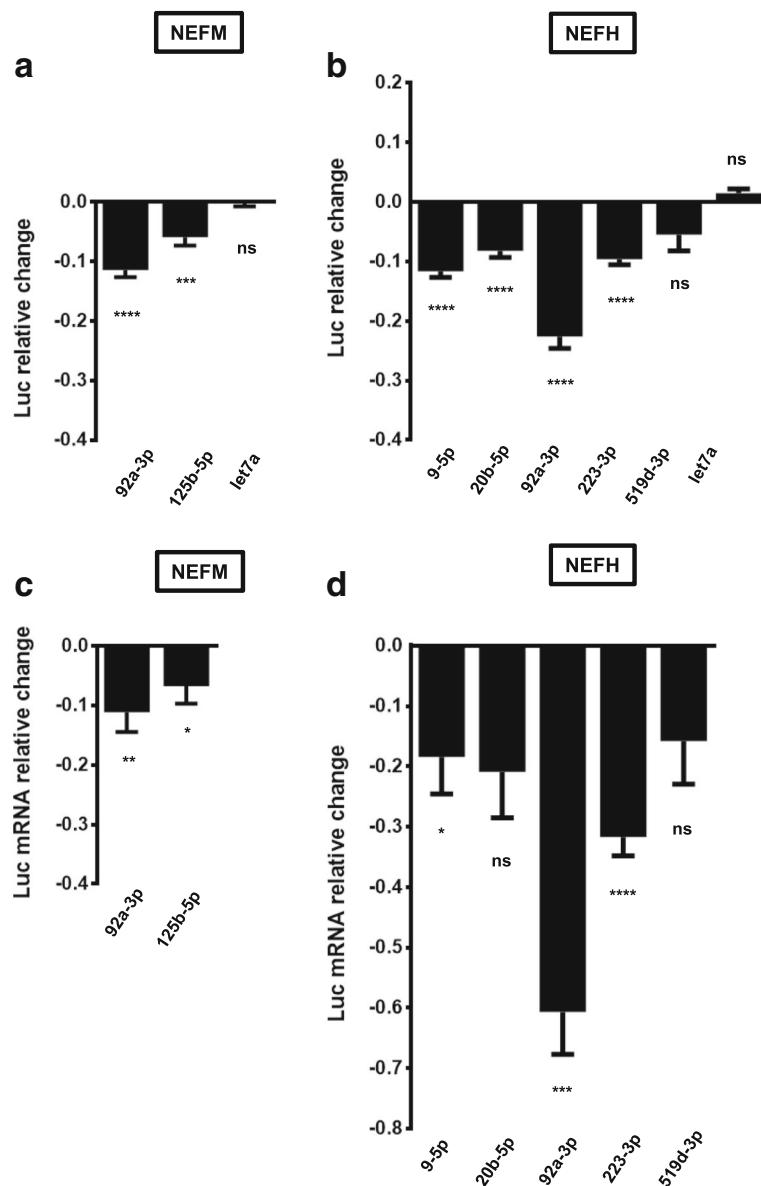 NEFM
NEFH
a
b
Luc relative change
0.0
-0.1
-0.2
-0.3
-0.4
****
***
ns
92a-3p
125b-5p
let7a
Luc relative change
0.2
0.1
0.0
-0.1
-0.2
-0.3
-0.4
****
****
****
****
ns
ns
9-5p
20b-5p
92a-3p
223-3p
519d-3p
let7a
NEFM
NEFH
c
d
Luc mRNA relative change
0.0
-0.1
-0.2
-0.3
-0.4
**
*
92a-3p
125b-5p
Luc mRNA relative change
0.0
-0.1
-0.2
-0.3
-0.4
-0.5
-0.6
-0.7
-0.8
*
ns
***
****
ns
9-5p
20b-5p
92a-3p
223-3p
519d-3p